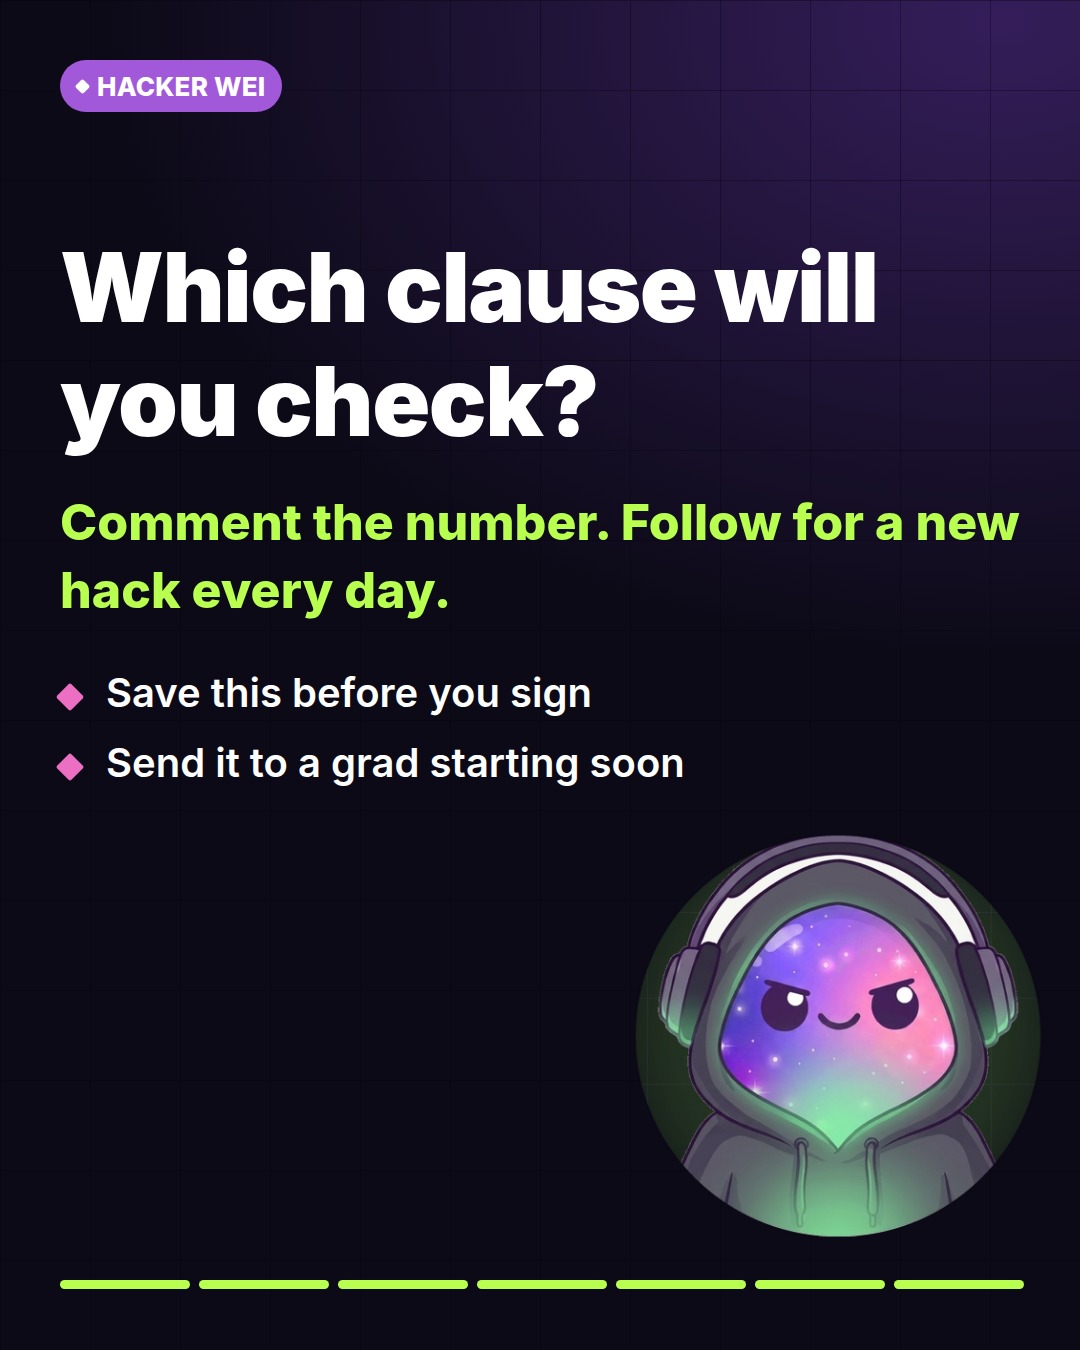 HACKER WEI
Which clause will
you check?
Comment the number. Follow for a new
hack every day.
Save this before you sign
Send it to a grad starting soon